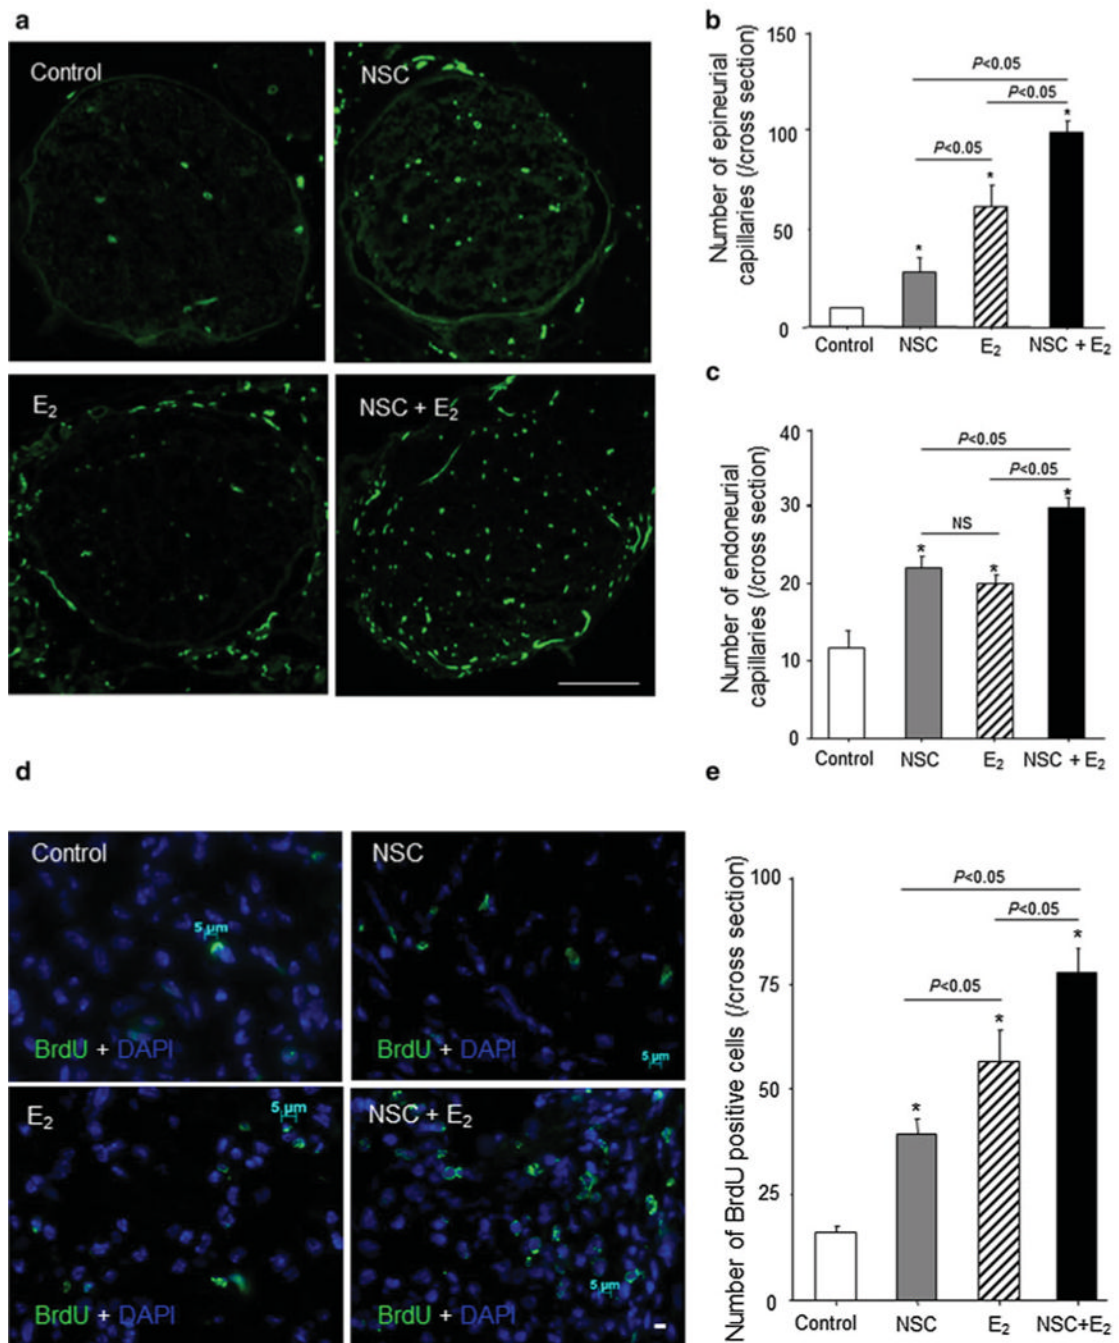 a
Control
NSC
E₂
NSC + E₂
b
Number of epineurial
capillaries (/cross section)
150
100
50
0
P<0.05
P<0.05
P<0.05
*
*
*
Control
NSC
E₂
NSC + E₂
c
Number of endoneurial
capillaries (/cross section)
40
30
20
10
0
P<0.05
P<0.05
NS
*
*
*
Control
NSC
E₂
NSC + E₂
d
Control
5 µm
BrdU + DAPI
NSC
5 µm
BrdU + DAPI
E₂
5 µm
BrdU + DAPI
NSC + E₂
5 µm
BrdU + DAPI
e
Number of BrdU positive cells (/cross section)
100
75
50
25
0
P<0.05
P<0.05
P<0.05
*
*
*
Control
NSC
E₂
NSC+E₂